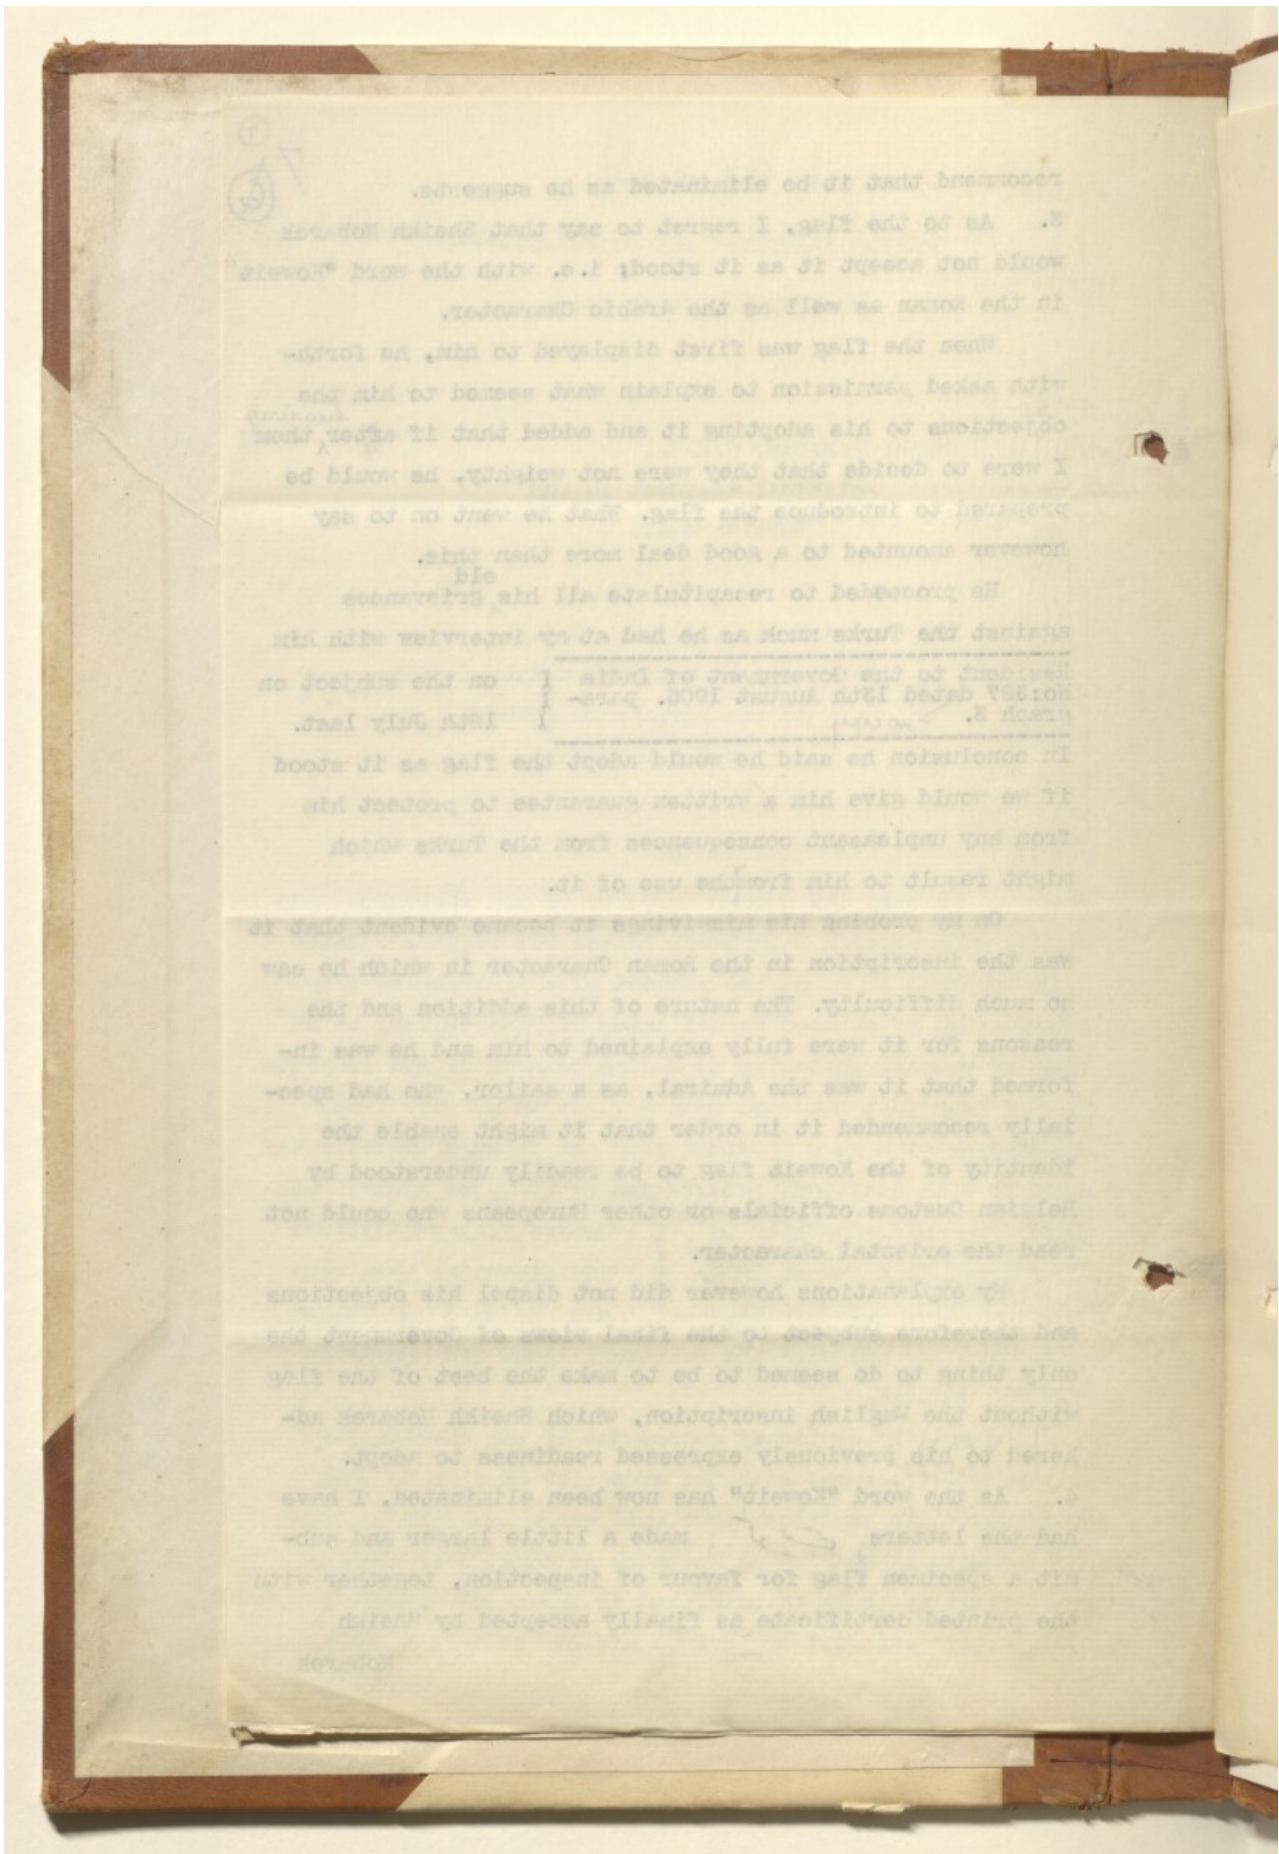 recommend that it be eliminated as he suggests.
3. As to the flag, I regret to say that Sheikh Mobarek
would not accept it as it stood; i.e. with the word "Koweit"
in the Roman as well as the Arabic Character.
When the flag was first displayed to him, he forth-
with asked permission to explain what seemed to him the
objections to his adopting it and added that if after them
I were to decide that they were not weighty, he would be
prepared to introduce the flag. What he went on to say
however amounted to a good deal more than this.
He proceeded to recapitulate all his old grievances
against the Turks much as he had at my interview with him
Resident to the Government of India
No:397 dated 13th August 1905. para-
graph 3.
on the subject on
18th July last.
In conclusion he said he would adopt the flag as it stood
if we would give him a written guarantee to protect him
from any unpleasant consequences from the Turks which
might result to him from the use of it.
On my probing his misgivings it became evident that it
was the inscription in the Roman Character in which he saw
so much difficulty. The nature of this addition and the
reasons for it were fully explained to him and he was in-
formed that it was the Admiral, as a sailor, who had spec-
ially recommended it in order that it might enable the
identity of the Koweit flag to be readily understood by
Belgian Customs officials or other Europeans who could not
read the oriental character.
My explanations however did not dispel his objections
and therefore subject to the final views of Government the
only thing to do seemed to be to make the best of the flag
without the English inscription, which Sheikh Mobarek ad-
hered to his previously expressed readiness to adopt.
4. As the word "Koweit" has now been eliminated, I have
had the letters كويت made a little larger and sub-
mit a specimen flag for favour of inspection, together with
the printed certificate as finally accepted by Sheikh
Mobarek